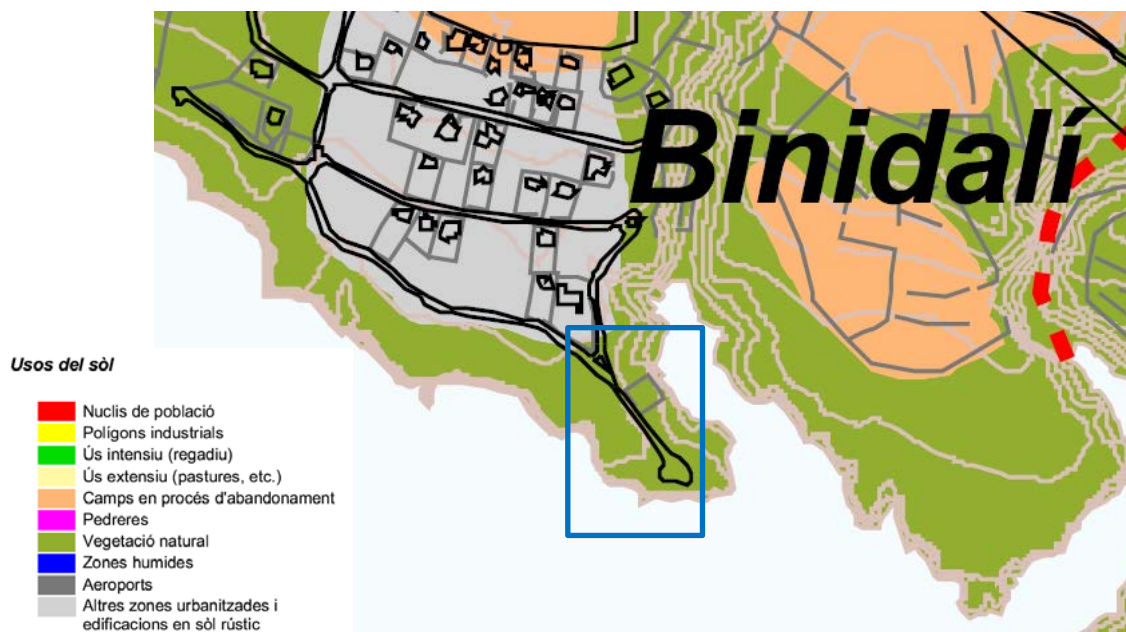 Binidalí
Usos del sòl
Nuclis de població
Polígons industrials
Ús intensiu (regadiu)
Ús extensiu (pastures, etc.)
Camps en procés d'abandonament
Pedreres
Vegetació natural
Zones humides
Aeroports
Altres zones urbanitzades i
edificacions en sòl rústic